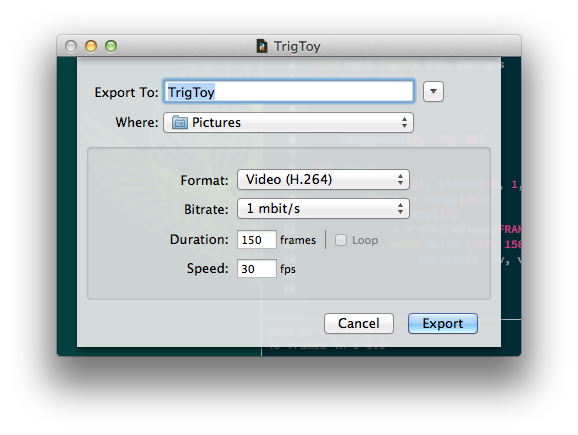 TrigToy
Export To: TrigToy
Where: Pictures
Format: Video (H.264)
Bitrate: 1 mbit/s
Duration: 150 frames Loop
Speed: 30 fps
Cancel Export